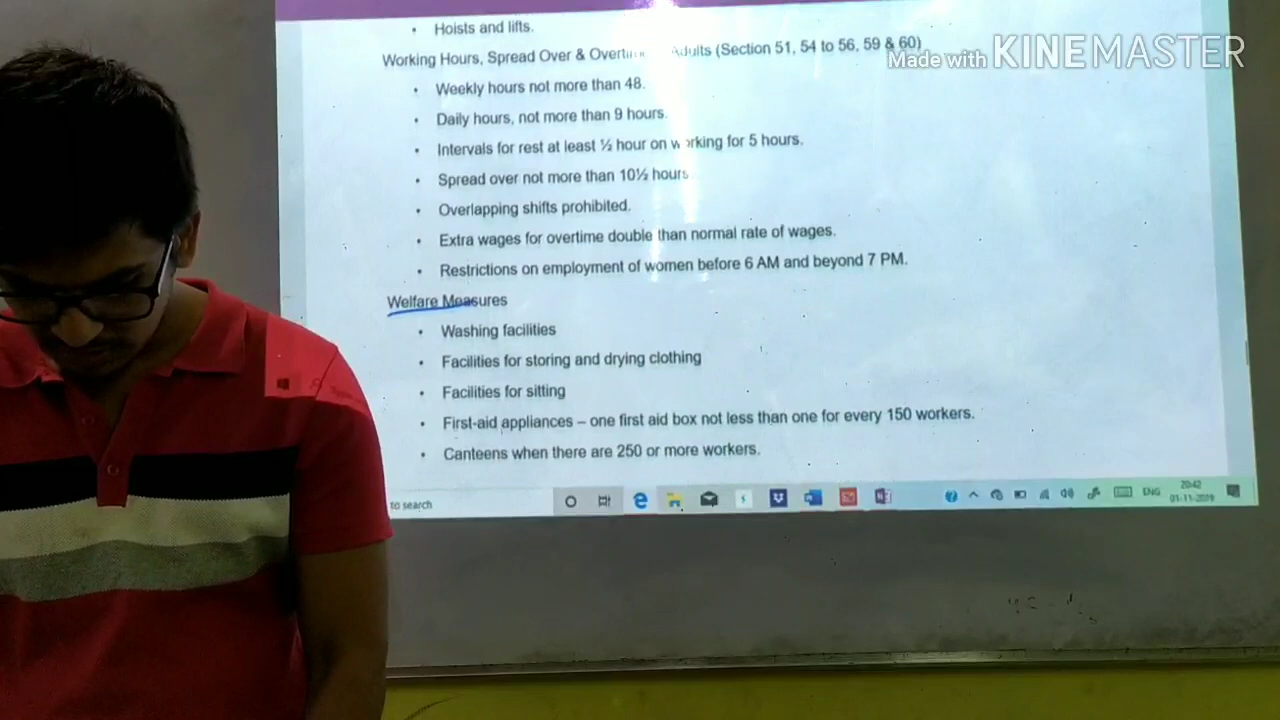 Hoists and lifts.
Made with KINEMASTER
Working Hours, Spread Over & Adults (Section 51, 54 to 56, 59 & 60)
Weekly hours not more than 48.
Daily hours, not more than 9 hours.
Intervals for rest at least ½ hour on working for 5 hours.
Spread over not more than 10½ hours
Overlapping shifts prohibited.
Extra wages for overtime double than normal rate of wages.
Restrictions on employment of women before 6 AM and beyond 7 PM.
Welfare Measures
Washing facilities
Facilities for storing and drying clothing
Facilities for sitting
First-aid appliances – one first aid box not less than one for every 150 workers.
Canteens when there are 250 or more workers.
to search
ENG
20:42
01-11-2019